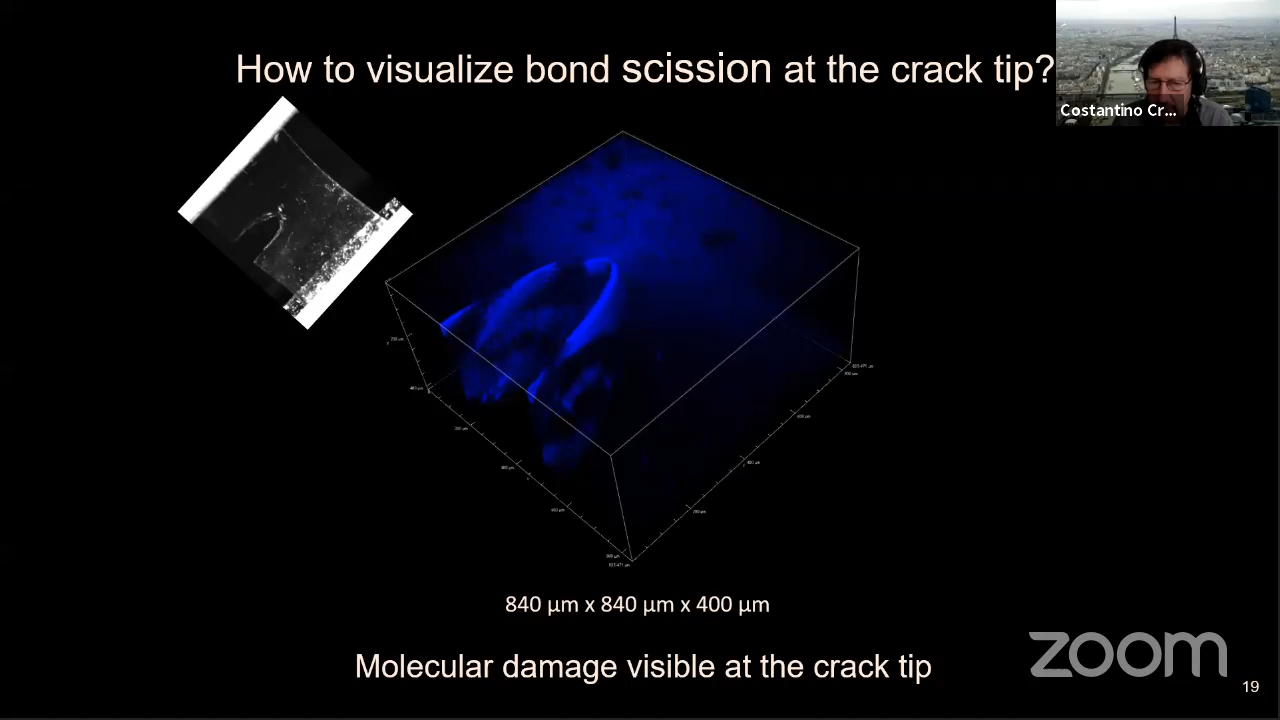 How to visualize bond scission at the crack tip?
Costantino Cr...
840 µm x 840 µm x 400 µm
Molecular damage visible at the crack tip
zoom
19